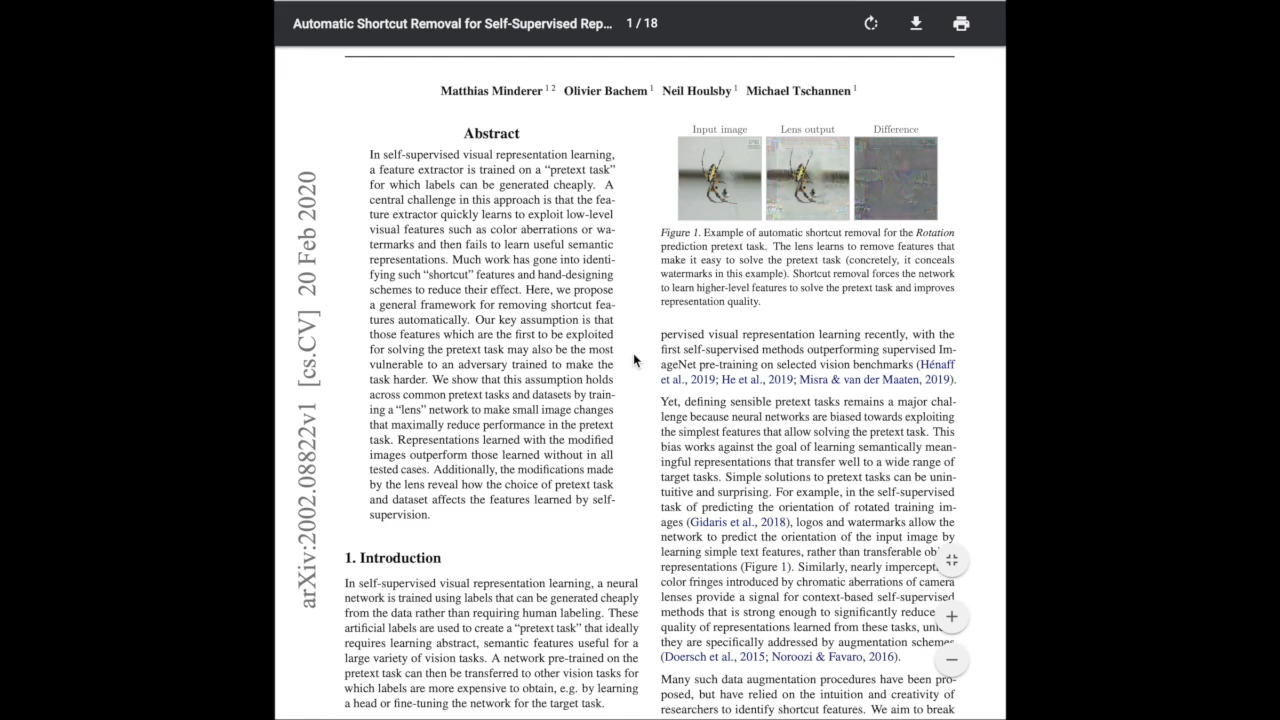 Automatic Shortcut Removal for Self-Supervised Rep... 1 / 18
Matthias Minderer 1 2 Olivier Bachem 1 Neil Houlsby 1 Michael Tschannen 1
arXiv:2002.08822v1 [cs.CV] 20 Feb 2020
Abstract
In self-supervised visual representation learning,
a feature extractor is trained on a “pretext task”
for which labels can be generated cheaply. A
central challenge in this approach is that the fea-
ture extractor quickly learns to exploit low-level
visual features such as color aberrations or wa-
termarks and then fails to learn useful semantic
representations. Much work has gone into identi-
fying such “shortcut” features and hand-designing
schemes to reduce their effect. Here, we propose
a general framework for removing shortcut fea-
tures automatically. Our key assumption is that
those features which are the first to be exploited
for solving the pretext task may also be the most
vulnerable to an adversary trained to make the
task harder. We show that this assumption holds
across common pretext tasks and datasets by train-
ing a “lens” network to make small image changes
that maximally reduce performance in the pretext
task. Representations learned with the modified
images outperform those learned without in all
tested cases. Additionally, the modifications made
by the lens reveal how the choice of pretext task
and dataset affects the features learned by self-
supervision.
1. Introduction
In self-supervised visual representation learning, a neural
network is trained using labels that can be generated cheaply
from the data rather than requiring human labeling. These
artificial labels are used to create a “pretext task” that ideally
requires learning abstract, semantic features useful for a
large variety of vision tasks. A network pre-trained on the
pretext task can then be transferred to other vision tasks for
which labels are more expensive to obtain, e.g. by learning
a head or fine-tuning the network for the target task.
Input image Lens output Difference
Figure 1. Example of automatic shortcut removal for the Rotation
prediction pretext task. The lens learns to remove features that
make it easy to solve the pretext task (concretely, it conceals
watermarks in this example). Shortcut removal forces the network
to learn higher-level features to solve the pretext task and improves
representation quality.
pervised visual representation learning recently, with the
first self-supervised methods outperforming supervised Im-
ageNet pre-training on selected vision benchmarks (Hénaff
et al., 2019; He et al., 2019; Misra & van der Maaten, 2019).
Yet, defining sensible pretext tasks remains a major chal-
lenge because neural networks are biased towards exploiting
the simplest features that allow solving the pretext task. This
bias works against the goal of learning semantically mean-
ingful representations that transfer well to a wide range of
target tasks. Simple solutions to pretext tasks can be unin-
tuitive and surprising. For example, in the self-supervised
task of predicting the orientation of rotated training im-
ages (Gidaris et al., 2018), logos and watermarks allow the
network to predict the orientation of the input image by
learning simple text features, rather than transferable
representations (Figure 1). Similarly, nearly
color fringes introduced by chromatic aberrations of camera
lenses provide a signal for context-based self-supervised
methods that is strong enough to significantly reduce
quality of representations learned from these tasks,
they are specifically addressed by augmentation schemes
(Doersch et al., 2015; Noroozi & Favaro, 2016).
Many such data augmentation procedures have been pro-
posed, but have relied on the intuition and creativity of
researchers to identify shortcut features. We aim to break